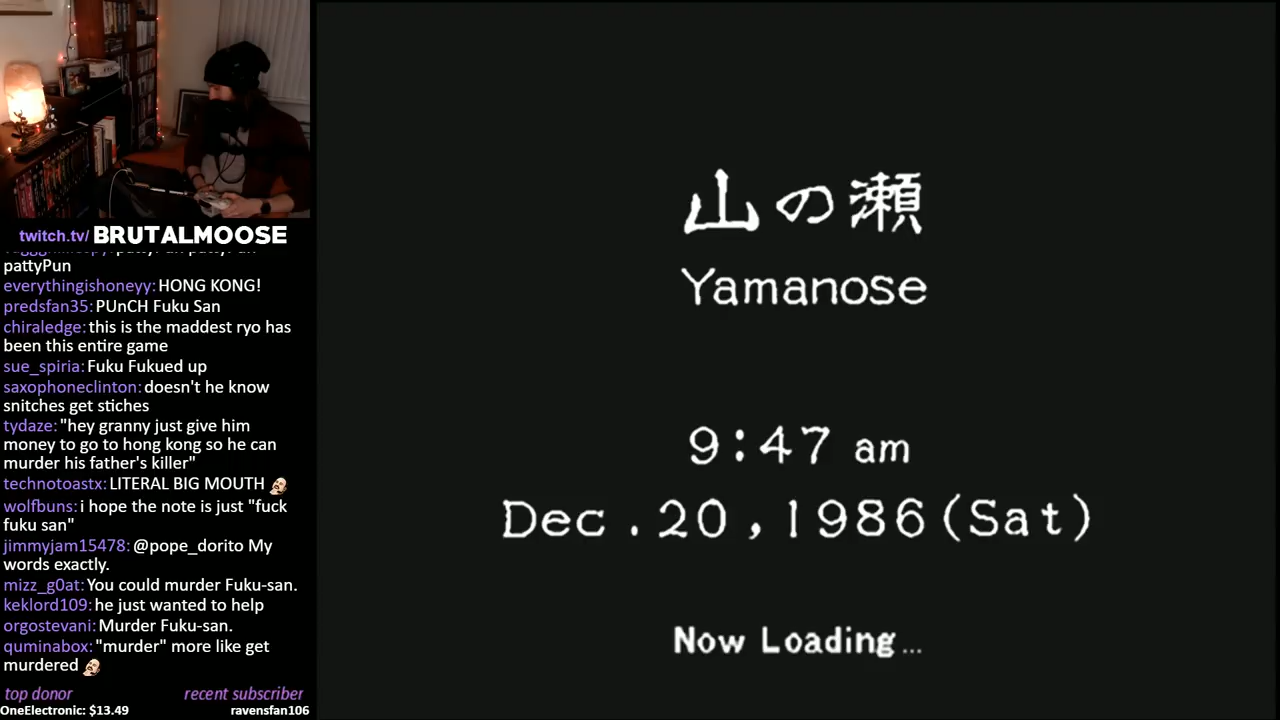 twitch.tv/ BRUTALMOOSE
pattyPun
everythingishoneyy: HONG KONG!
predsfan35: PUnCH Fuku San
chiraledge: this is the maddest ryo has
been this entire game
sue_spiria: Fuku Fukued up
saxophoneclinton: doesn't he know
snitches get stiches
tydaze: "hey granny just give him
money to go to hong kong so he can
murder his father's killer"
technotoastx: LITERAL BIG MOUTH
wolfbuns: i hope the note is just "fuck
fuku san"
jimmyjam15478: @pope_dorito My
words exactly.
mizz_g0at: You could murder Fuku-san.
keklord109: he just wanted to help
orgostevani: Murder Fuku-san.
quminabox: "murder" more like get
murdered
top donor recent subscriber
OneElectronic: $13.49 ravensfan106
山の瀬
Yamanose
9:47 am
Dec.20,1986(Sat)
Now Loading...